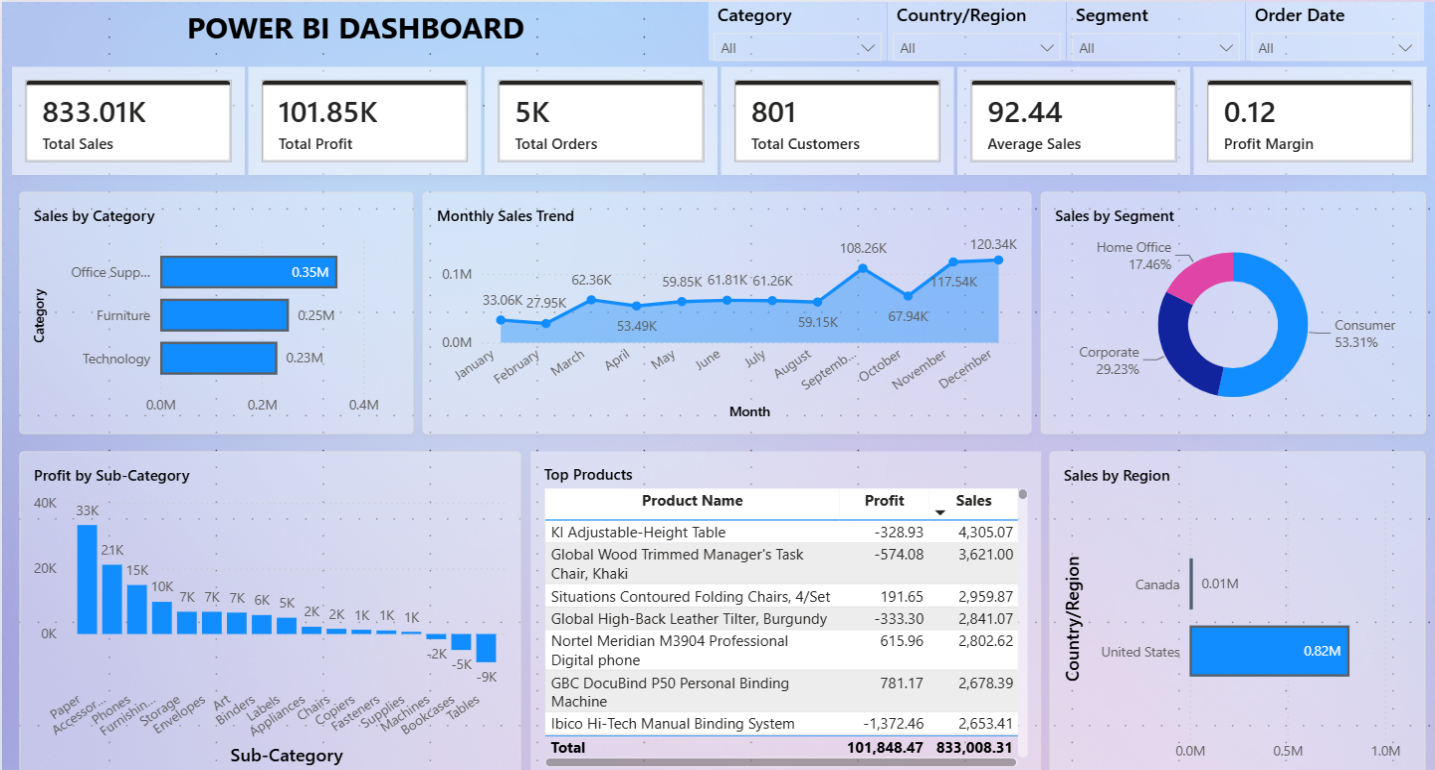 POWER BI DASHBOARD
Category
Country/Region
Segment
Order Date
All
All
All
All
833.01K
Total Sales
101.85K
Total Profit
5K
Total Orders
801
Total Customers
92.44
Average Sales
0.12
Profit Margin
Sales by Category
Category
Office Supp...
0.35M
Furniture
0.25M
Technology
0.23M
0.0M
0.2M
0.4M
Monthly Sales Trend
0.1M
0.0M
33.06K
27.95K
62.36K
53.49K
59.85K
61.81K
61.26K
59.15K
108.26K
67.94K
117.54K
120.34K
January
February
March
April
May
June
July
August
Septemb...
October
November
December
Month
Sales by Segment
Home Office
17.46%
Corporate
29.23%
Consumer
53.31%
Profit by Sub-Category
40K
20K
0K
33K
21K
15K
10K
7K
7K
7K
6K
5K
2K
2K
1K
1K
1K
-2K
-5K
-9K
Paper
Accessor...
Phones
Furnishin...
Storage
Envelopes
Art
Binders
Labels
Appliances
Chairs
Copiers
Fasteners
Supplies
Machines
Bookcases
Tables
Sub-Category
Top Products
Product Name Profit Sales
KI Adjustable-Height Table -328.93 4,305.07
Global Wood Trimmed Manager's Task -574.08 3,621.00
Chair, Khaki
Situations Contoured Folding Chairs, 4/Set 191.65 2,959.87
Global High-Back Leather Tilter, Burgundy -333.30 2,841.07
Nortel Meridian M3904 Professional 615.96 2,802.62
Digital phone
GBC DocuBind P50 Personal Binding 781.17 2,678.39
Machine
Ibico Hi-Tech Manual Binding System -1,372.46 2,653.41
Total 101,848.47 833,008.31
Sales by Region
Country/Region
Canada
0.01M
United States
0.82M
0.0M
0.5M
1.0M